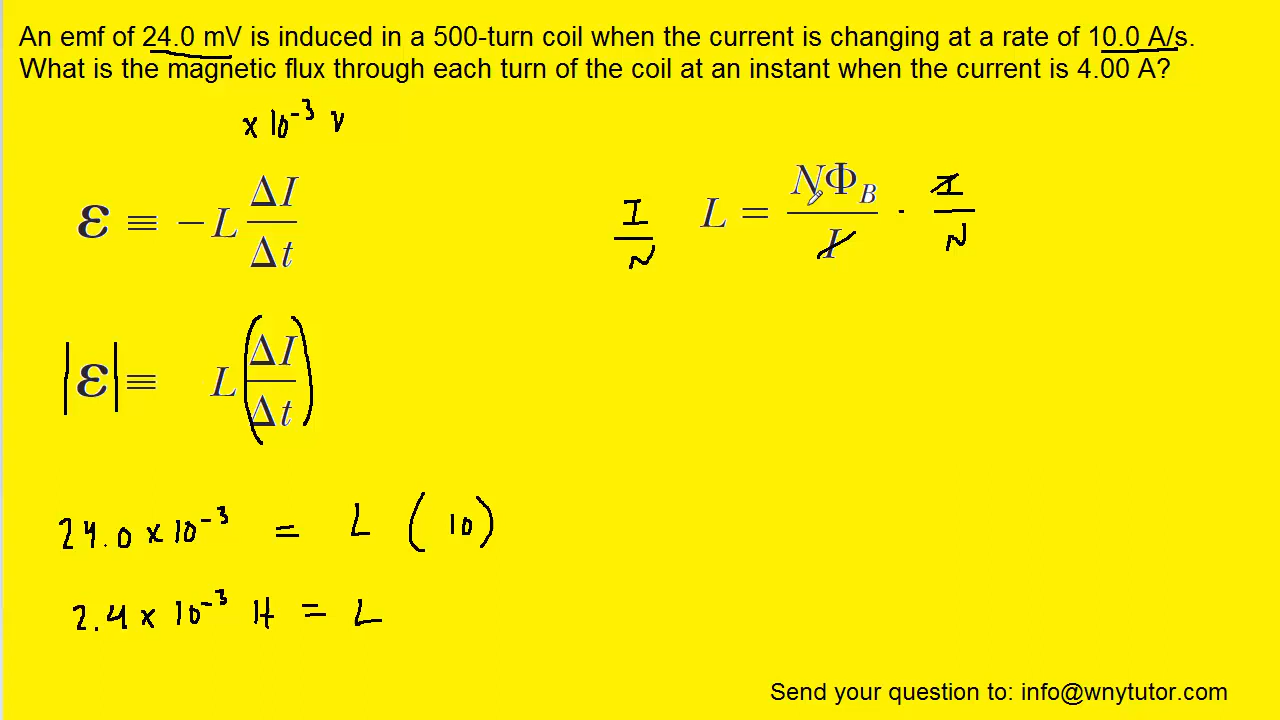 An emf of 24.0 mV is induced in a 500-turn coil when the current is changing at a rate of 10.0 A/s.
What is the magnetic flux through each turn of the coil at an instant when the current is 4.00 A?
x 10⁻³ V
ε ≡ −L ΔI/Δt
I/N L = NΦ_B/I · I/N
|ε| ≡ L (ΔI/Δt)
24.0 x 10⁻³ = L (10)
2.4 x 10⁻³ H = L
Send your question to: info@wnytutor.com